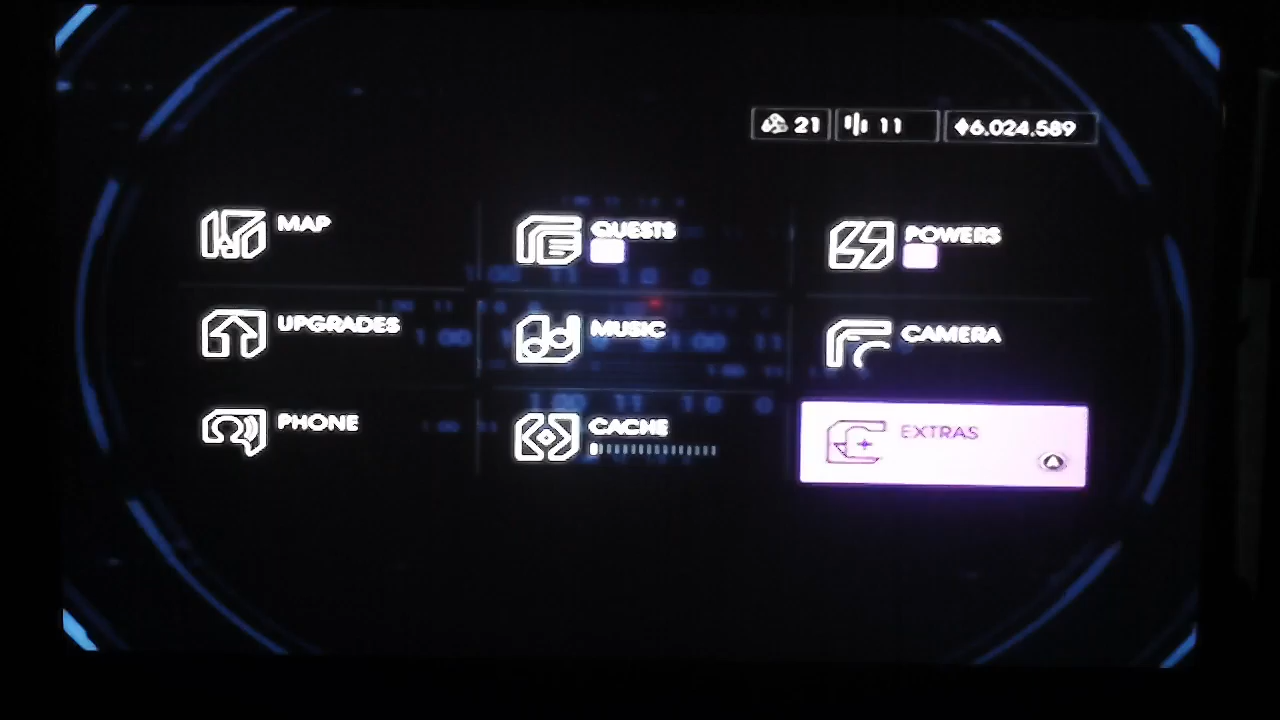 21 11 6.024.589
MAP QUESTS POWERS
UPGRADES MUSIC CAMERA
PHONE CACHE EXTRAS
A